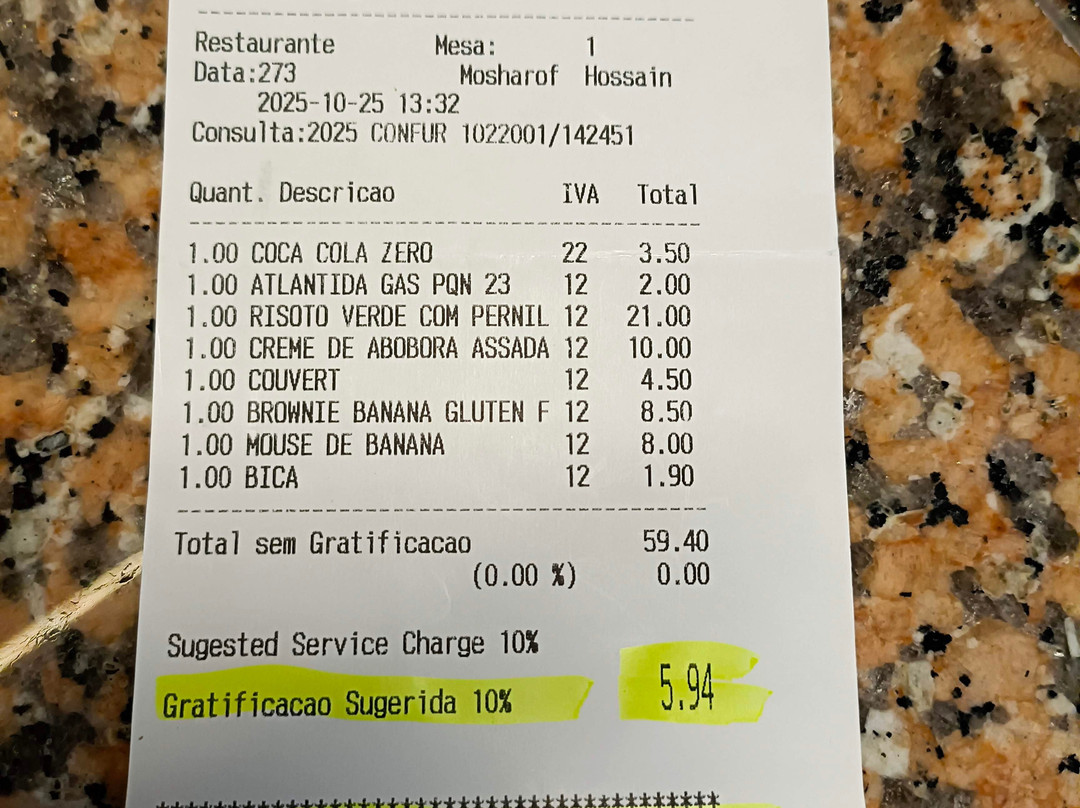 Restaurante Mesa: 1
Data:273 Mosharof Hossain
2025-10-25 13:32
Consulta:2025 CONFUR 1022001/142451
Quant. Descricao IVA Total
1.00 COCA COLA ZERO 22 3.50
1.00 ATLANTIDA GAS PQN 23 12 2.00
1.00 RISOTO VERDE COM PERNIL 12 21.00
1.00 CREME DE ABOBORA ASSADA 12 10.00
1.00 COUVERT 12 4.50
1.00 BROWNIE BANANA GLUTEN F 12 8.50
1.00 MOUSE DE BANANA 12 8.00
1.00 BICA 12 1.90
Total sem Gratificacao 59.40
(0.00 %) 0.00
Sugested Service Charge 10%
Gratificacao Sugerida 10% 5.94